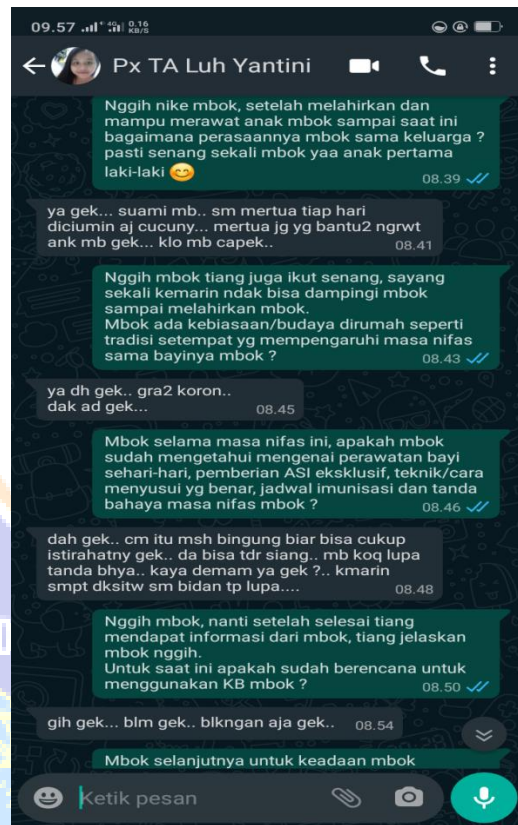 09.57
4G
0.16
KB/s
Px TA Luh Yantini
Nggih nike mbok, setelah melahirkan dan
mampu merawat anak mbok sampai saat ini
bagaimana perasaannya mbok sama keluarga ?
pasti senang sekali mbok yaa anak pertama
laki-laki 😊
08.39
ya gek... suami mb.. sm mertua tiap hari
diciumin aj cucuny... mertua jg yg bantu2 ngrwt
ank mb gek... klo mb capek..
08.41
Nggih mbok tiang juga ikut senang, sayang
sekali kemarin ndak bisa dampingi mbok
sampai melahirkan mbok.
Mbok ada kebiasaan/budaya dirumah seperti
tradisi setempat yg mempengaruhi masa nifas
sama bayinya mbok ?
08.43
ya dh gek.. gra2 koron..
dak ad gek...
08.45
Mbok selama masa nifas ini, apakah mbok
sudah mengetahui mengenai perawatan bayi
sehari-hari, pemberian ASI eksklusif, teknik/cara
menyusui yg benar, jadwal imunisasi dan tanda
bahaya masa nifas mbok ?
08.46
dah gek.. cm itu msh bingung biar bisa cukup
istirahatny gek.. da bisa tdr siang.. mb koq lupa
tanda bhya.. kaya demam ya gek ?.. kmarin
smpt dksitw sm bidan tp lupa....
08.48
Nggih mbok, nanti setelah selesai tiang
mendapat informasi dari mbok, tiang jelaskan
mbok nggih.
Untuk saat ini apakah sudah berencana untuk
menggunakan KB mbok ?
08.50
gih gek... blm gek.. blkngan aja gek..
08.54
Mbok selanjutnya untuk keadaan mbok
Ketik pesan